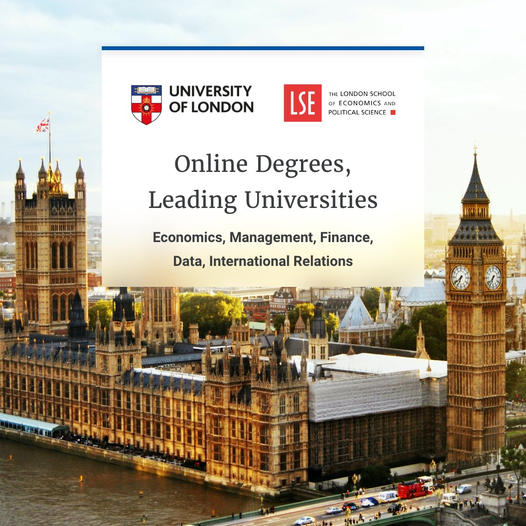 UNIVERSITY
OF LONDON
LSE
THE LONDON SCHOOL
OF ECONOMICS AND
POLITICAL SCIENCE
Online Degrees,
Leading Universities
Economics, Management, Finance,
Data, International Relations